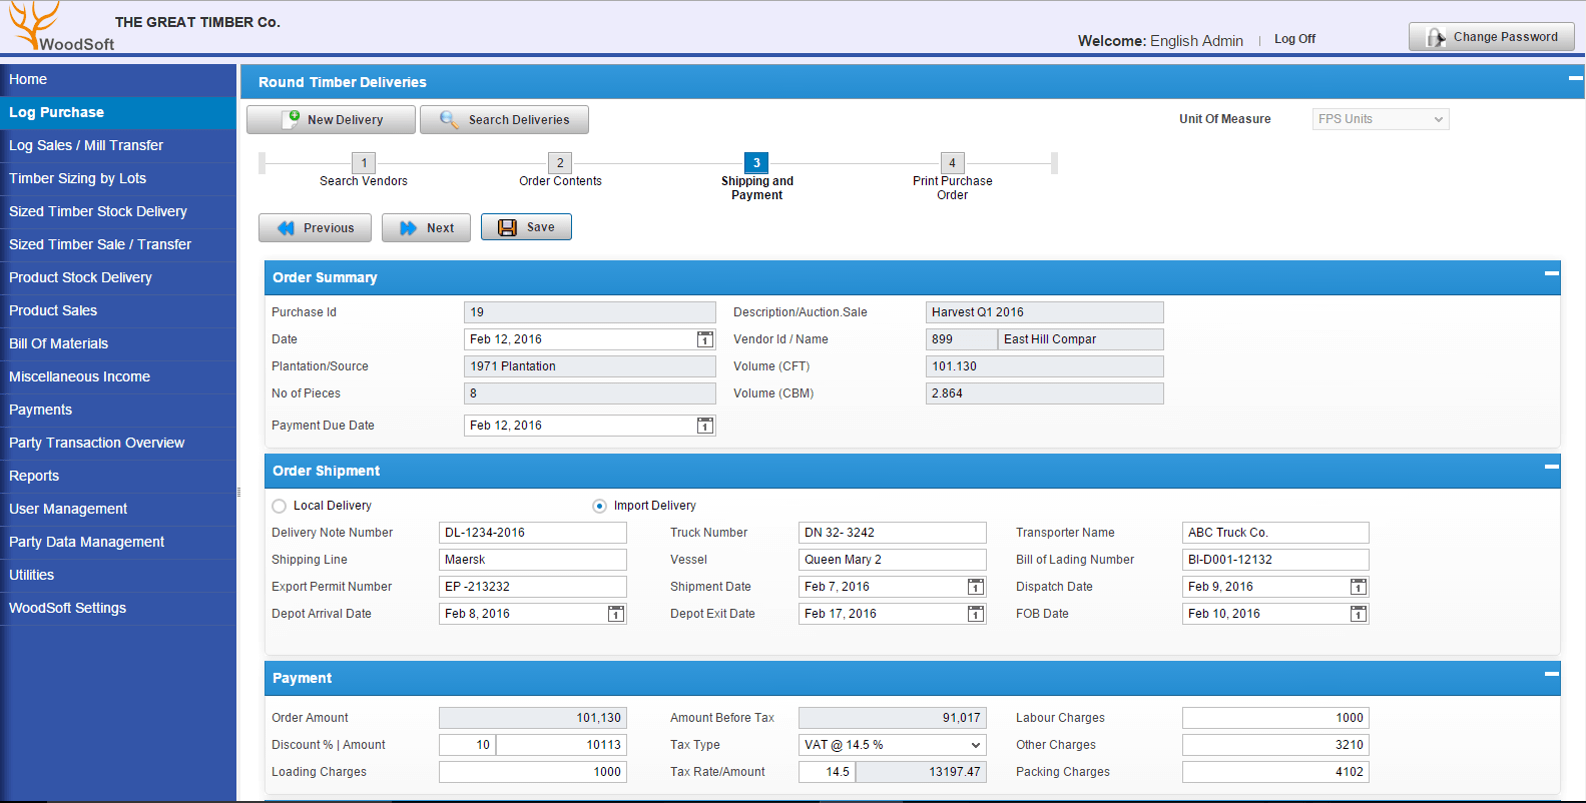 THE GREAT TIMBER Co.
WoodSoft
Welcome: English Admin | Log Off
Change Password
Home
Log Purchase
Log Sales / Mill Transfer
Timber Sizing by Lots
Sized Timber Stock Delivery
Sized Timber Sale / Transfer
Product Stock Delivery
Product Sales
Bill Of Materials
Miscellaneous Income
Payments
Party Transaction Overview
Reports
User Management
Party Data Management
Utilities
WoodSoft Settings
Round Timber Deliveries
New Delivery Search Deliveries Unit Of Measure FPS Units
1 2 3 4
Search Vendors Order Contents Shipping and Payment Print Purchase Order
Previous Next Save
Order Summary
Purchase Id 19 Description/Auction.Sale Harvest Q1 2016
Date Feb 12, 2016 Vendor Id / Name 899 East Hill Compar
Plantation/Source 1971 Plantation Volume (CFT) 101.130
No of Pieces 8 Volume (CBM) 2.864
Payment Due Date Feb 12, 2016
Order Shipment
Local Delivery Import Delivery
Delivery Note Number DL-1234-2016 Truck Number DN 32- 3242 Transporter Name ABC Truck Co.
Shipping Line Maersk Vessel Queen Mary 2 Bill of Lading Number Bl-D001-12132
Export Permit Number EP -213232 Shipment Date Feb 7, 2016 Dispatch Date Feb 9, 2016
Depot Arrival Date Feb 8, 2016 Depot Exit Date Feb 17, 2016 FOB Date Feb 10, 2016
Payment
Order Amount 101,130 Amount Before Tax 91,017 Labour Charges 1000
Discount % | Amount 10 10113 Tax Type VAT @ 14.5 % Other Charges 3210
Loading Charges 1000 Tax Rate/Amount 14.5 13197.47 Packing Charges 4102